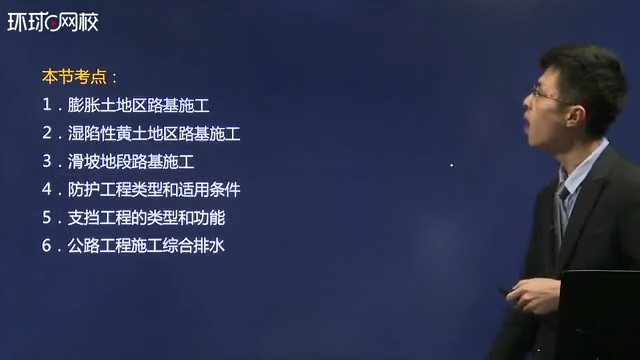 环球网校
本节考点：
1．膨胀土地区路基施工
2．湿陷性黄土地区路基施工
3．滑坡地段路基施工
4．防护工程类型和适用条件
5．支挡工程的类型和功能
6．公路工程施工综合排水